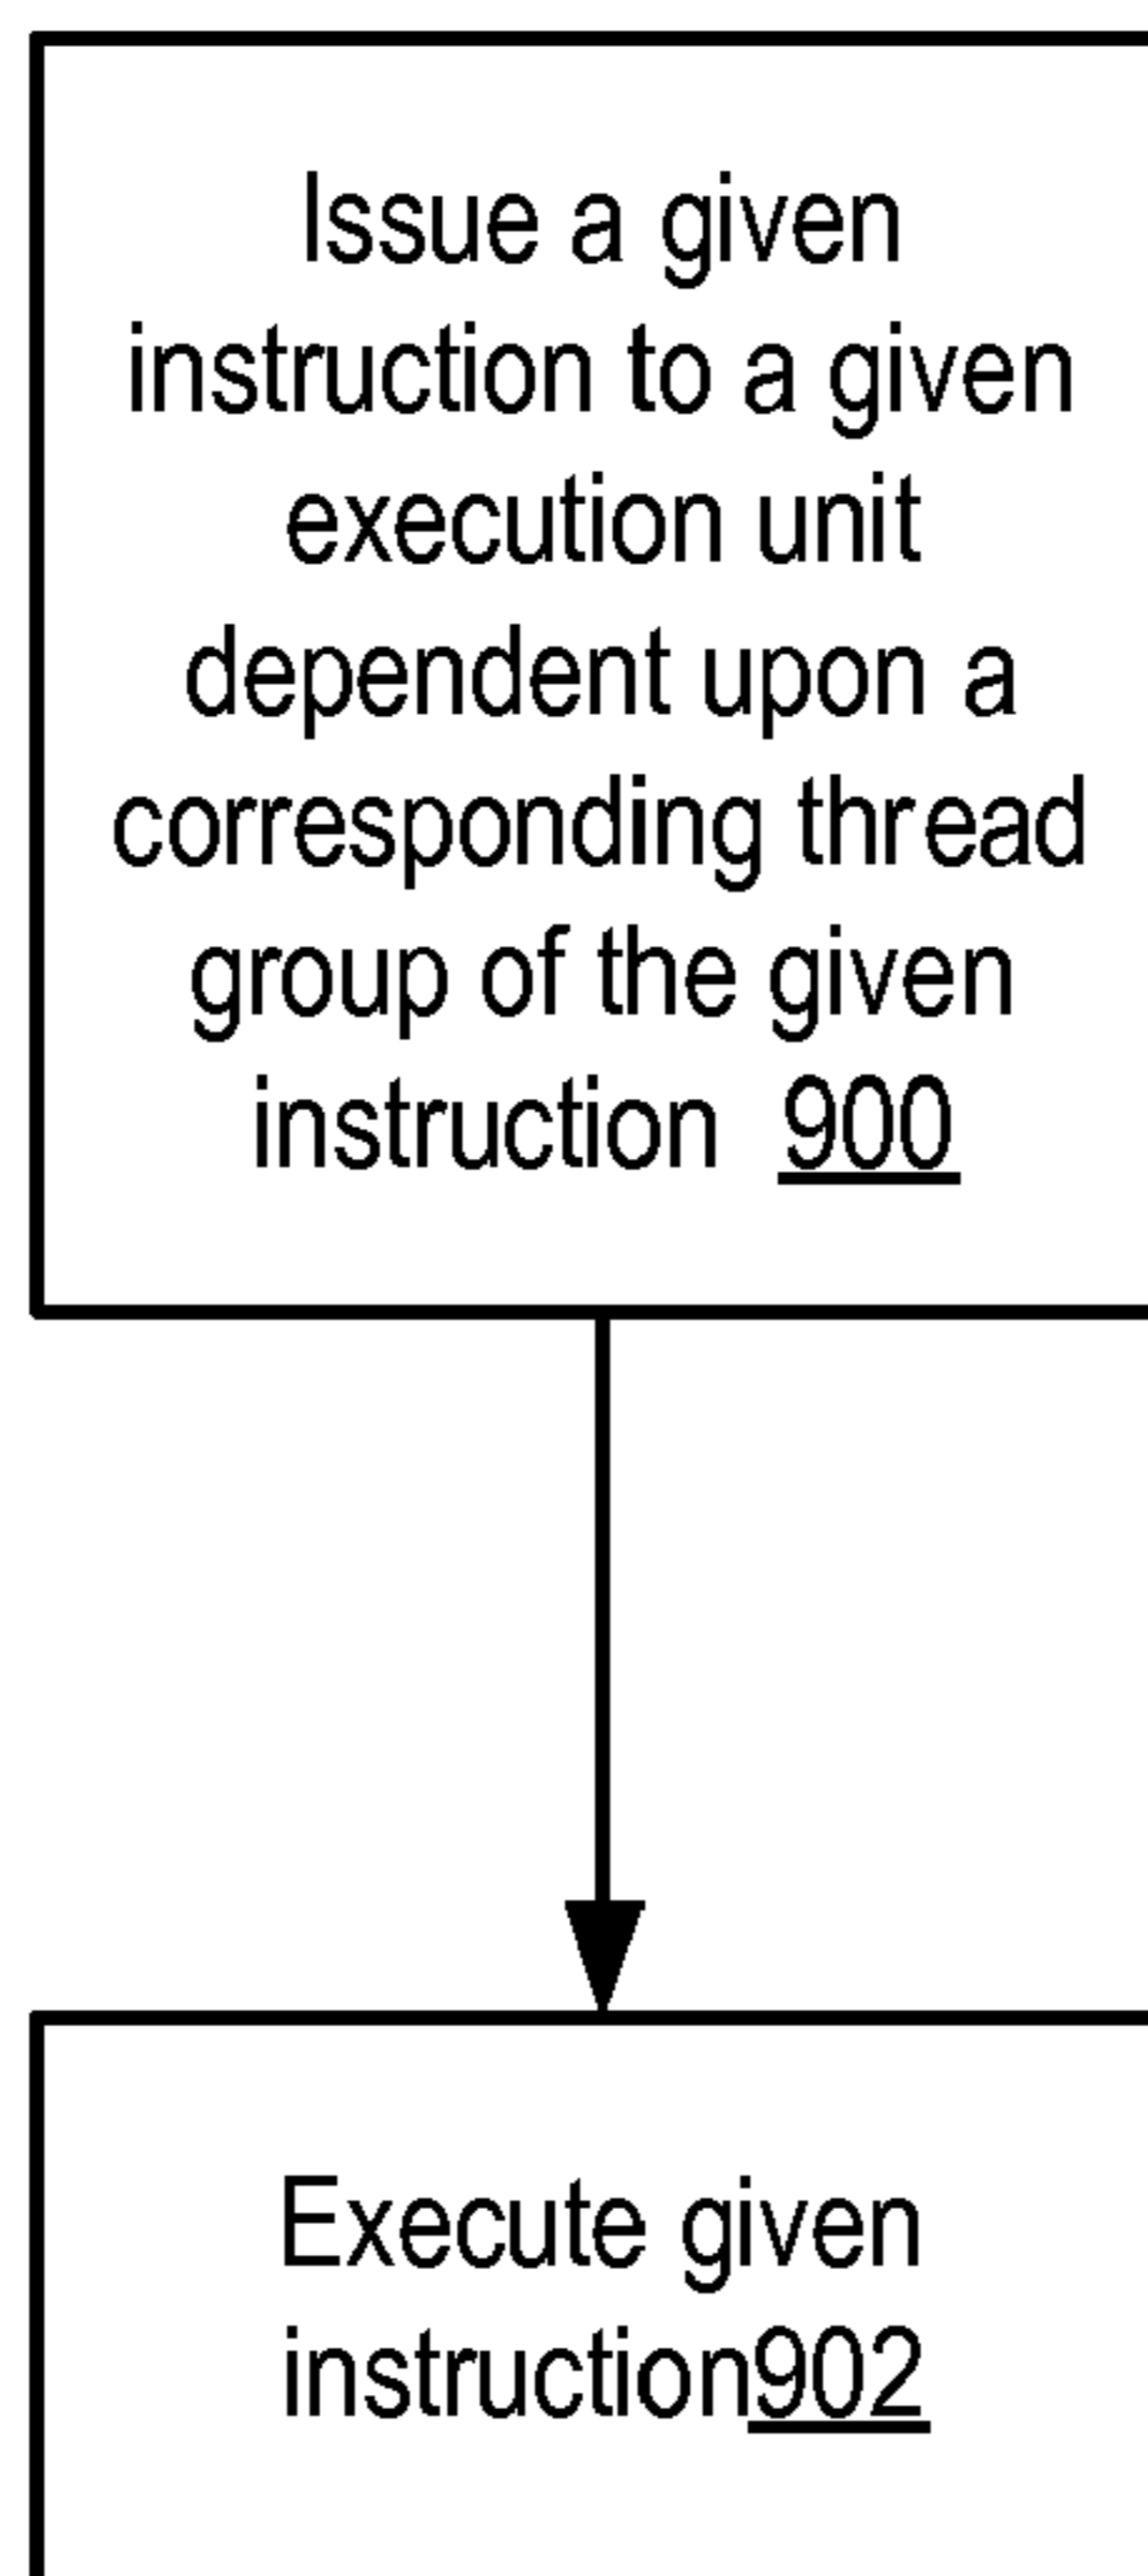 Issue a given
instruction to a given
execution unit
dependent upon a
corresponding thread
group of the given
instruction 900
Execute given
instruction902